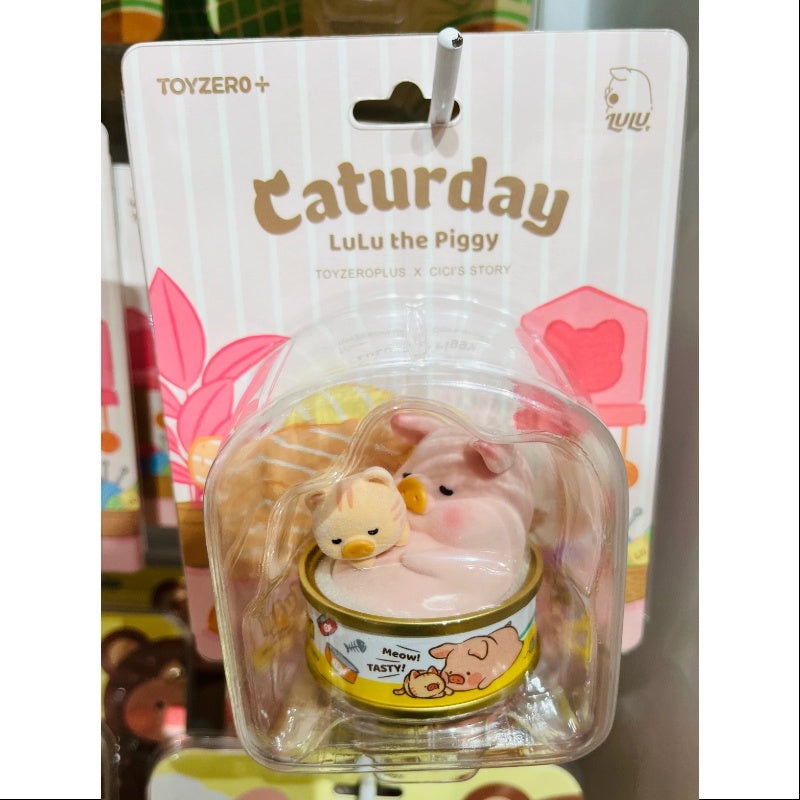 TOYZERO+
LULU
Caturday
LuLu the Piggy
TOYZEROPLUS X CICI'S STORY
Meow!
TASTY!